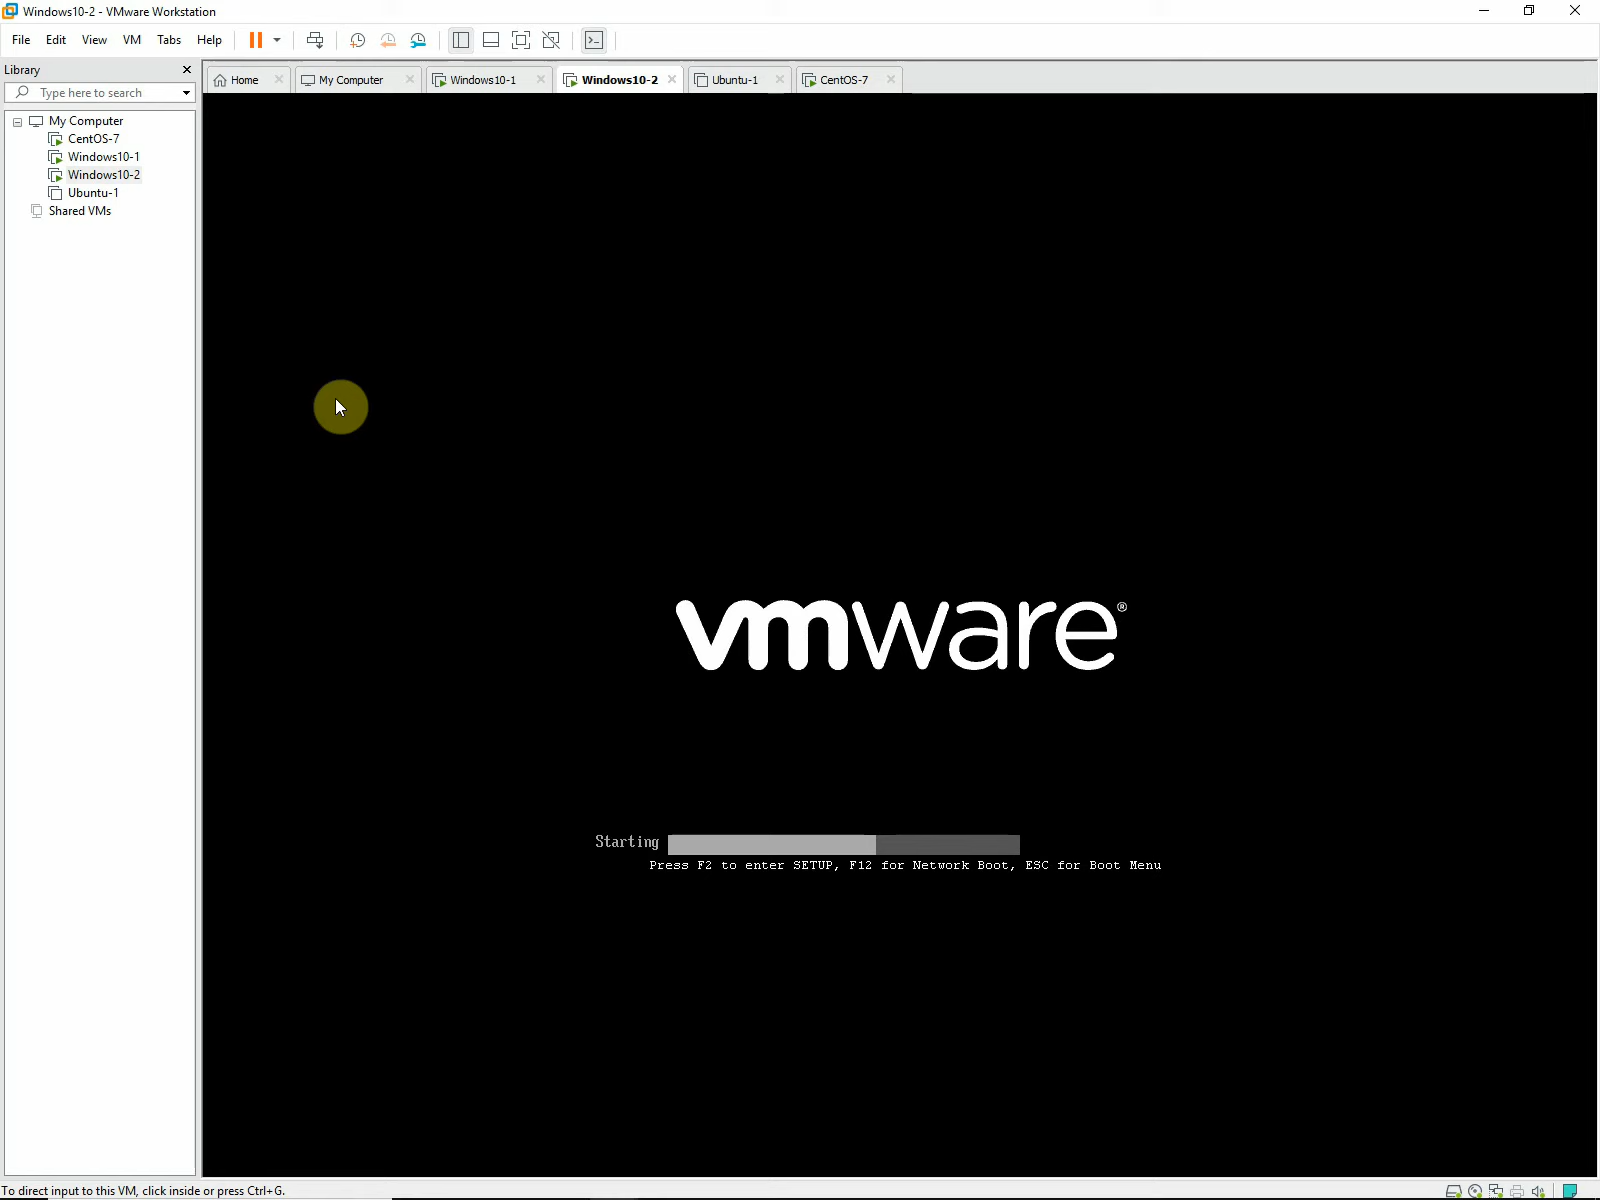 Windows10-2 - VMware Workstation
File Edit View VM Tabs Help
Library
Type here to search
My Computer
CentOS-7
Windows10-1
Windows10-2
Ubuntu-1
Shared VMs
Home My Computer Windows10-1 Windows10-2 Ubuntu-1 CentOS-7
vmware®
Starting
Press F2 to enter SETUP, F12 for Network Boot, ESC for Boot Menu
To direct input to this VM, click inside or press Ctrl+G.